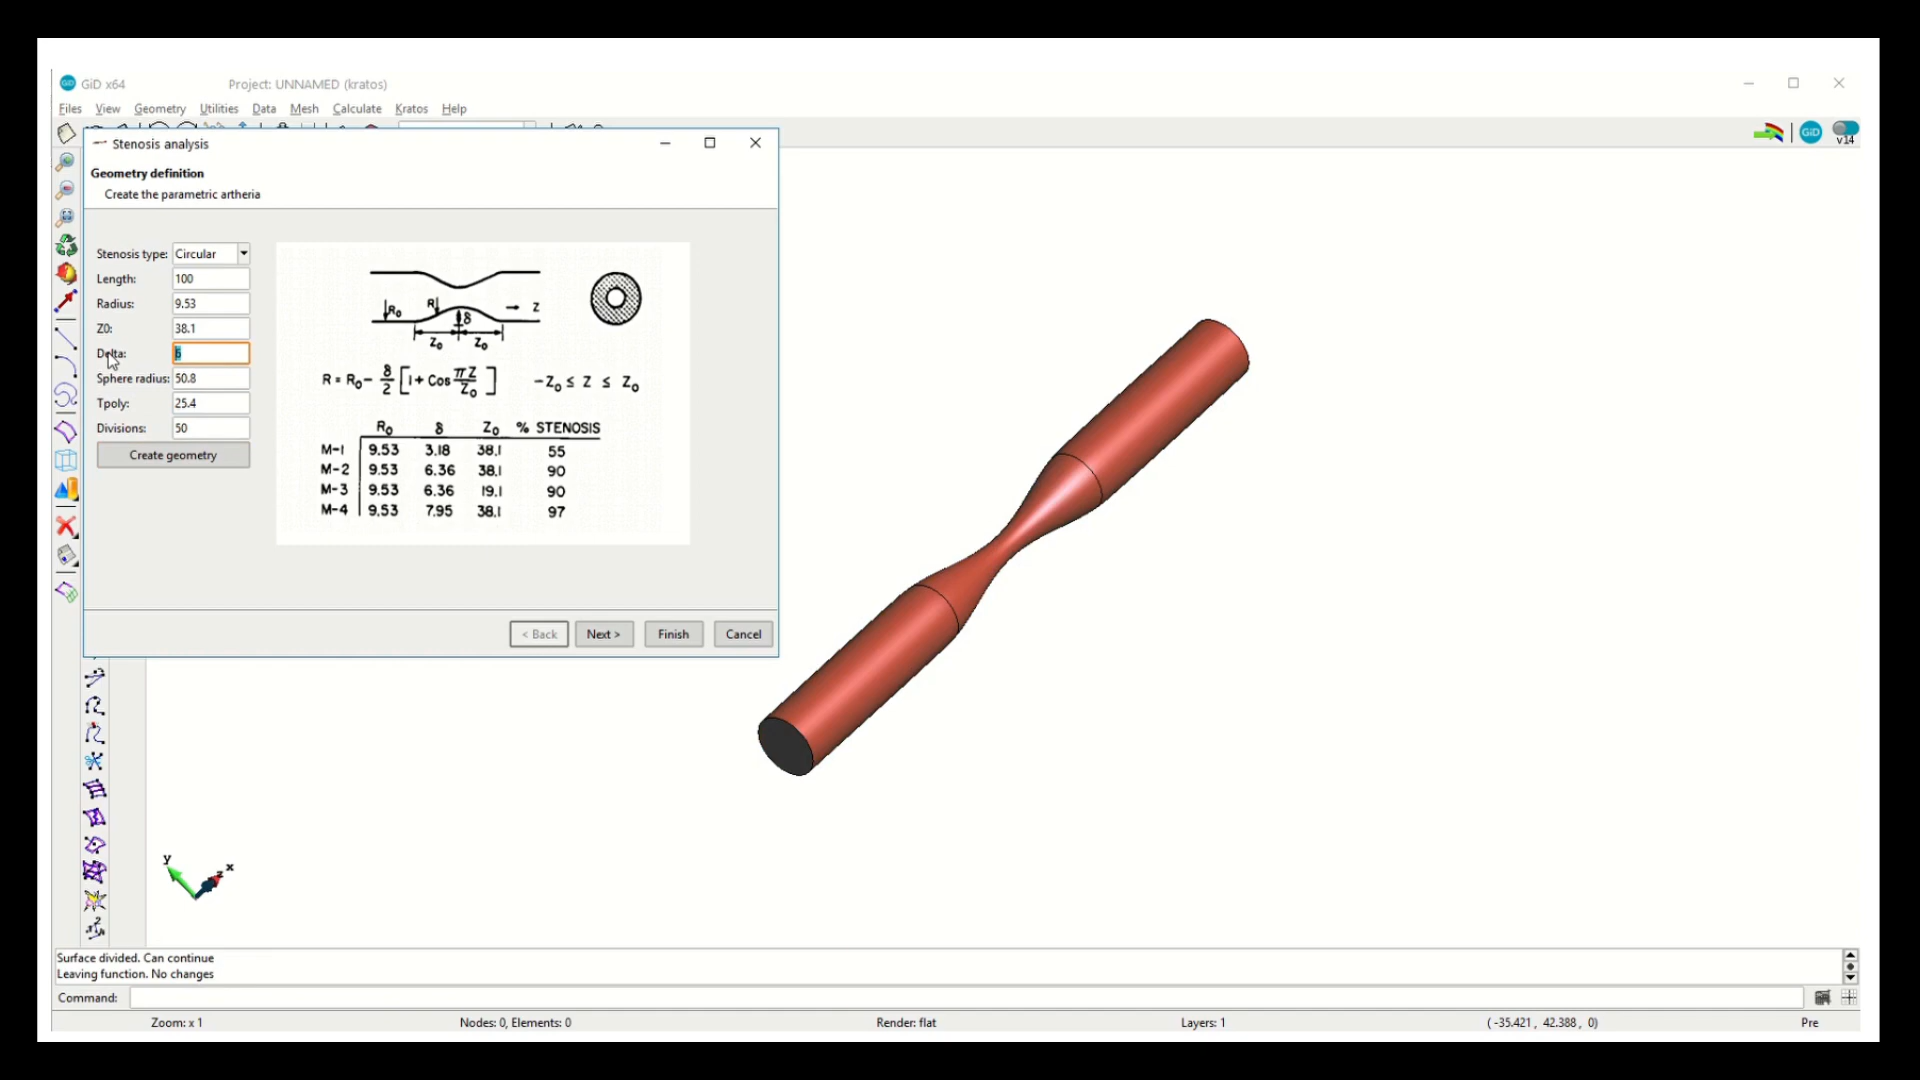 GiD x64 Project: UNNAMED (kratos)
Files View Geometry Utilities Data Mesh Calculate Kratos Help
GiD
v14
Stenosis analysis
Geometry definition
Create the parametric artheria
Stenosis type: Circular
Length: 100
Radius: 9.53
Z0: 38.1
Delta: 6
Sphere radius: 50.8
Tpoly: 25.4
Divisions: 50
Create geometry
R₀ R δ Z
Z₀ Z₀
R = R₀ - δ/2 [1 + Cos πZ/Z₀] -Z₀ ≤ Z ≤ Z₀
R₀ δ Z₀ % STENOSIS
M-1 9.53 3.18 38.1 55
M-2 9.53 6.36 38.1 90
M-3 9.53 6.36 19.1 90
M-4 9.53 7.95 38.1 97
< Back Next > Finish Cancel
y x z
Surface divided. Can continue
Leaving function. No changes
Command:
Zoom: x 1 Nodes: 0, Elements: 0 Render: flat Layers: 1 (-35.421, 42.388, 0) Pre